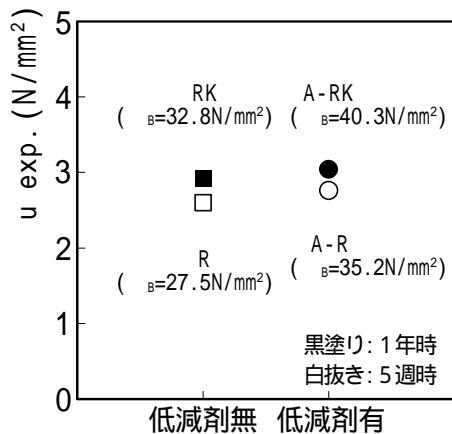 u exp. (N/mm²)
5
4
3
2
1
0
RK
( B=32.8N/mm²)
A-RK
( B=40.3N/mm²)
R
( B=27.5N/mm²)
A-R
( B=35.2N/mm²)
黒塗り: 1年時
白抜き: 5週時
低減剤無 低減剤有